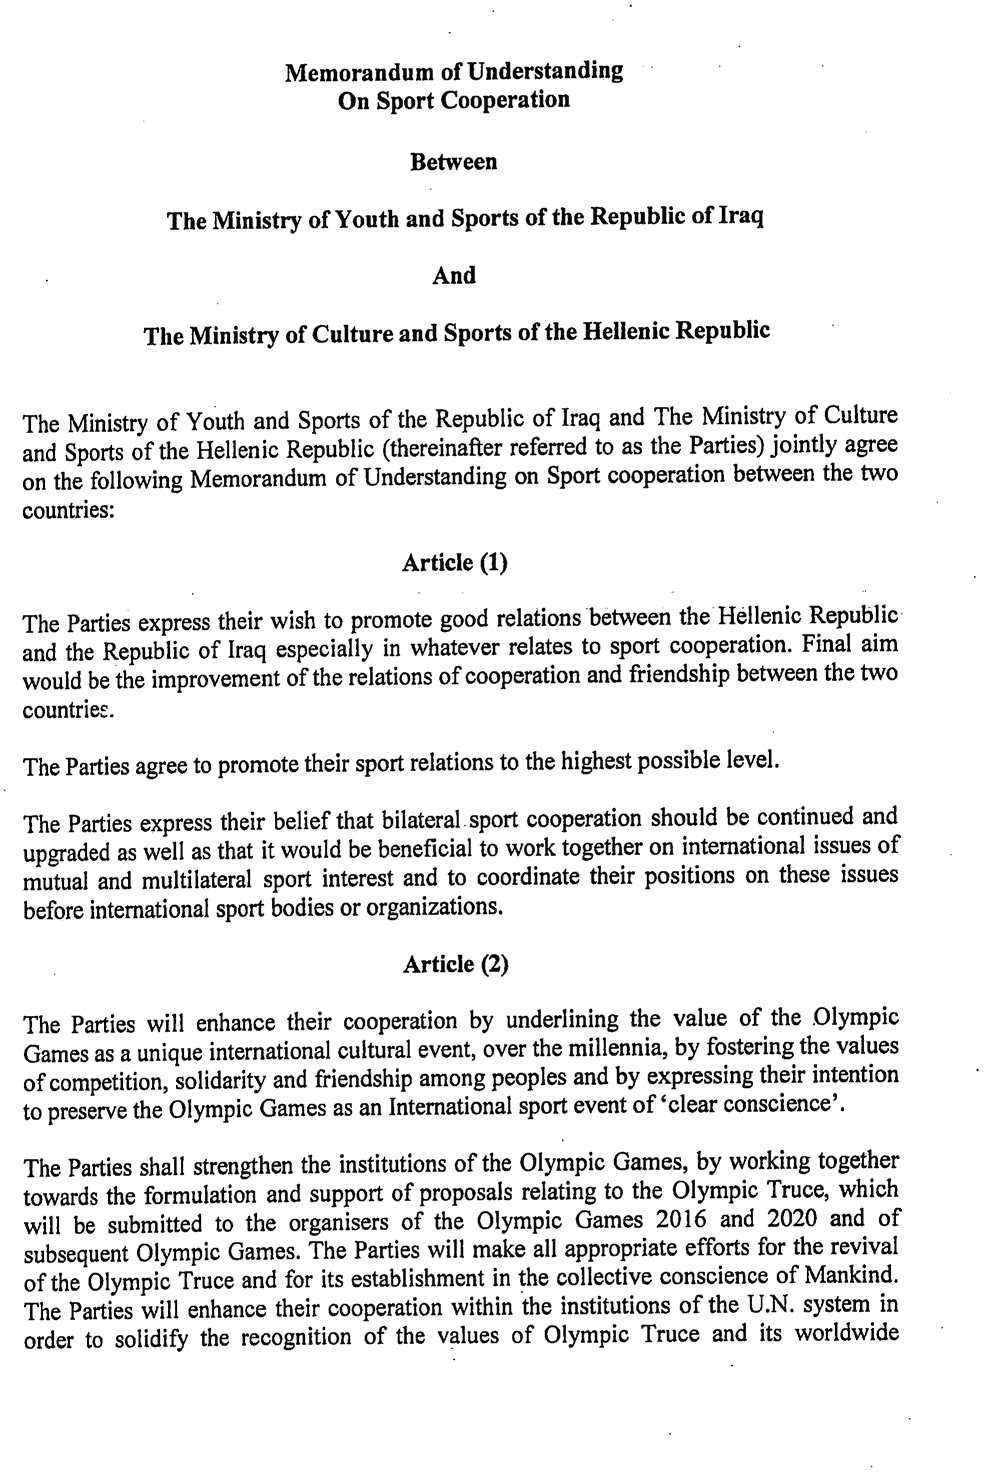 Memorandum of Understanding
On Sport Cooperation
Between
The Ministry of Youth and Sports of the Republic of Iraq
And
The Ministry of Culture and Sports of the Hellenic Republic
The Ministry of Youth and Sports of the Republic of Iraq and The Ministry of Culture
and Sports of the Hellenic Republic (thereinafter referred to as the Parties) jointly agree
on the following Memorandum of Understanding on Sport cooperation between the two
countries:
Article (1)
The Parties express their wish to promote good relations between the Hellenic Republic
and the Republic of Iraq especially in whatever relates to sport cooperation. Final aim
would be the improvement of the relations of cooperation and friendship between the two
countries.
The Parties agree to promote their sport relations to the highest possible level.
The Parties express their belief that bilateral sport cooperation should be continued and
upgraded as well as that it would be beneficial to work together on international issues of
mutual and multilateral sport interest and to coordinate their positions on these issues
before international sport bodies or organizations.
Article (2)
The Parties will enhance their cooperation by underlining the value of the Olympic
Games as a unique international cultural event, over the millennia, by fostering the values
of competition, solidarity and friendship among peoples and by expressing their intention
to preserve the Olympic Games as an International sport event of ‘clear conscience’.
The Parties shall strengthen the institutions of the Olympic Games, by working together
towards the formulation and support of proposals relating to the Olympic Truce, which
will be submitted to the organisers of the Olympic Games 2016 and 2020 and of
subsequent Olympic Games. The Parties will make all appropriate efforts for the revival
of the Olympic Truce and for its establishment in the collective conscience of Mankind.
The Parties will enhance their cooperation within the institutions of the U.N. system in
order to solidify the recognition of the values of Olympic Truce and its worldwide